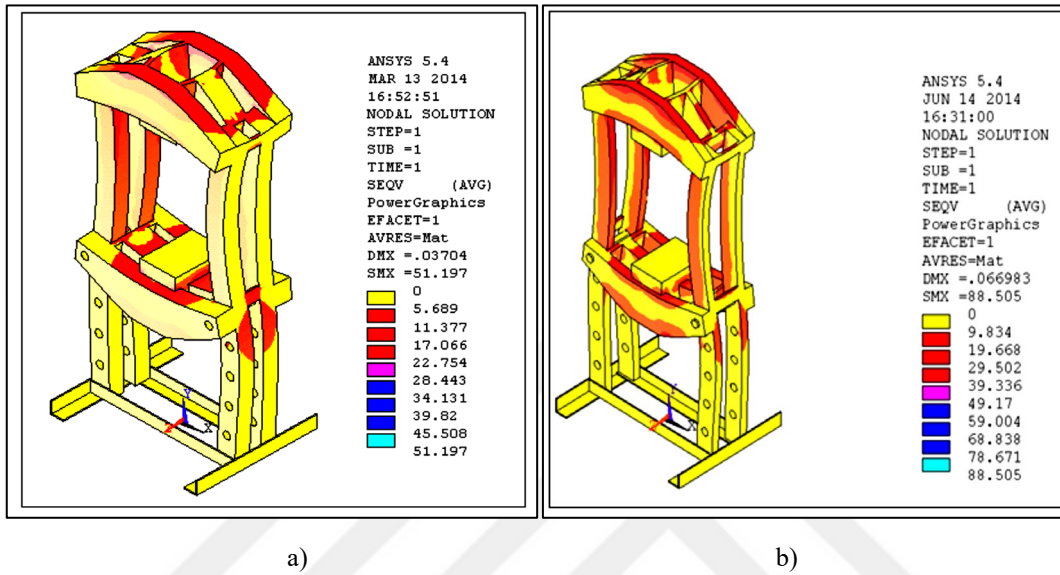 ANSYS 5.4
MAR 13 2014
16:52:51
NODAL SOLUTION
STEP=1
SUB =1
TIME=1
SEQV (AVG)
PowerGraphics
EFACET=1
AVRES=Mat
DMX =.03704
SMX =51.197
0
5.689
11.377
17.066
22.754
28.443
34.131
39.82
45.508
51.197
Y
X
ANSYS 5.4
JUN 14 2014
16:31:00
NODAL SOLUTION
STEP=1
SUB =1
TIME=1
SEQV (AVG)
PowerGraphics
EFACET=1
AVRES=Mat
DMX =.066983
SMX =88.505
0
9.834
19.668
29.502
39.336
49.17
59.004
68.838
78.671
88.505
X
a)
b)